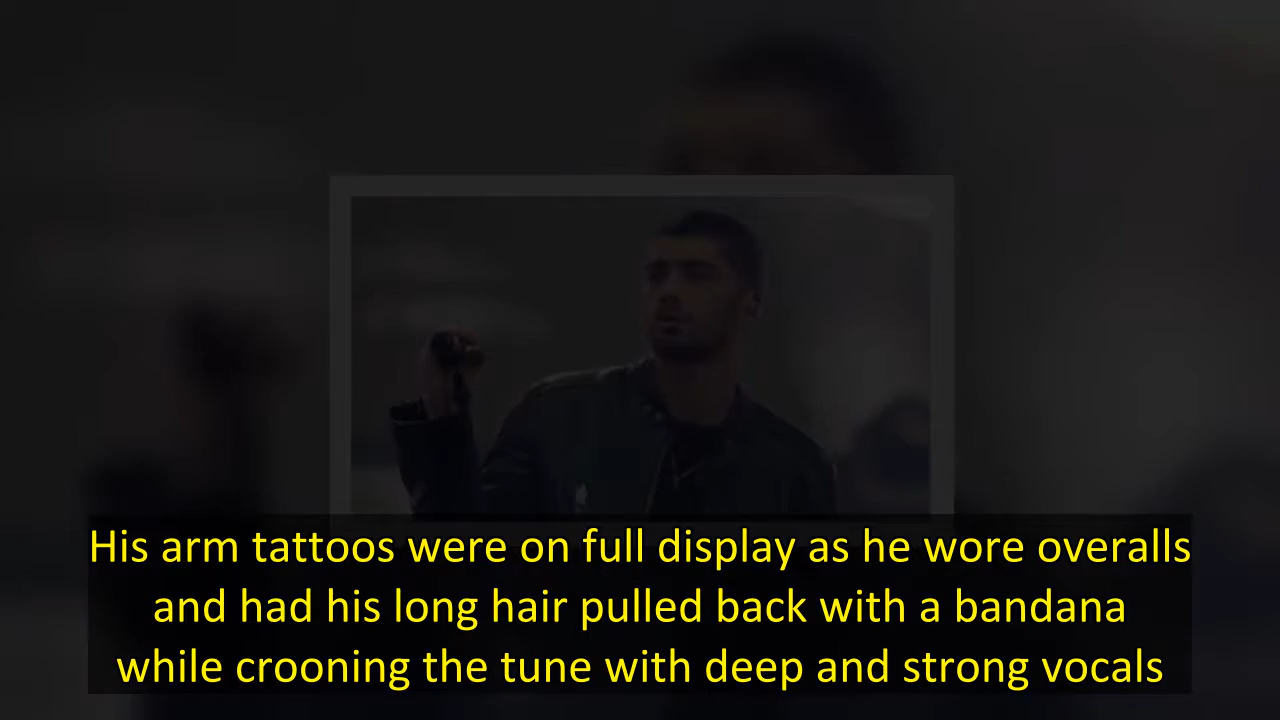 His arm tattoos were on full display as he wore overalls
and had his long hair pulled back with a bandana
while crooning the tune with deep and strong vocals